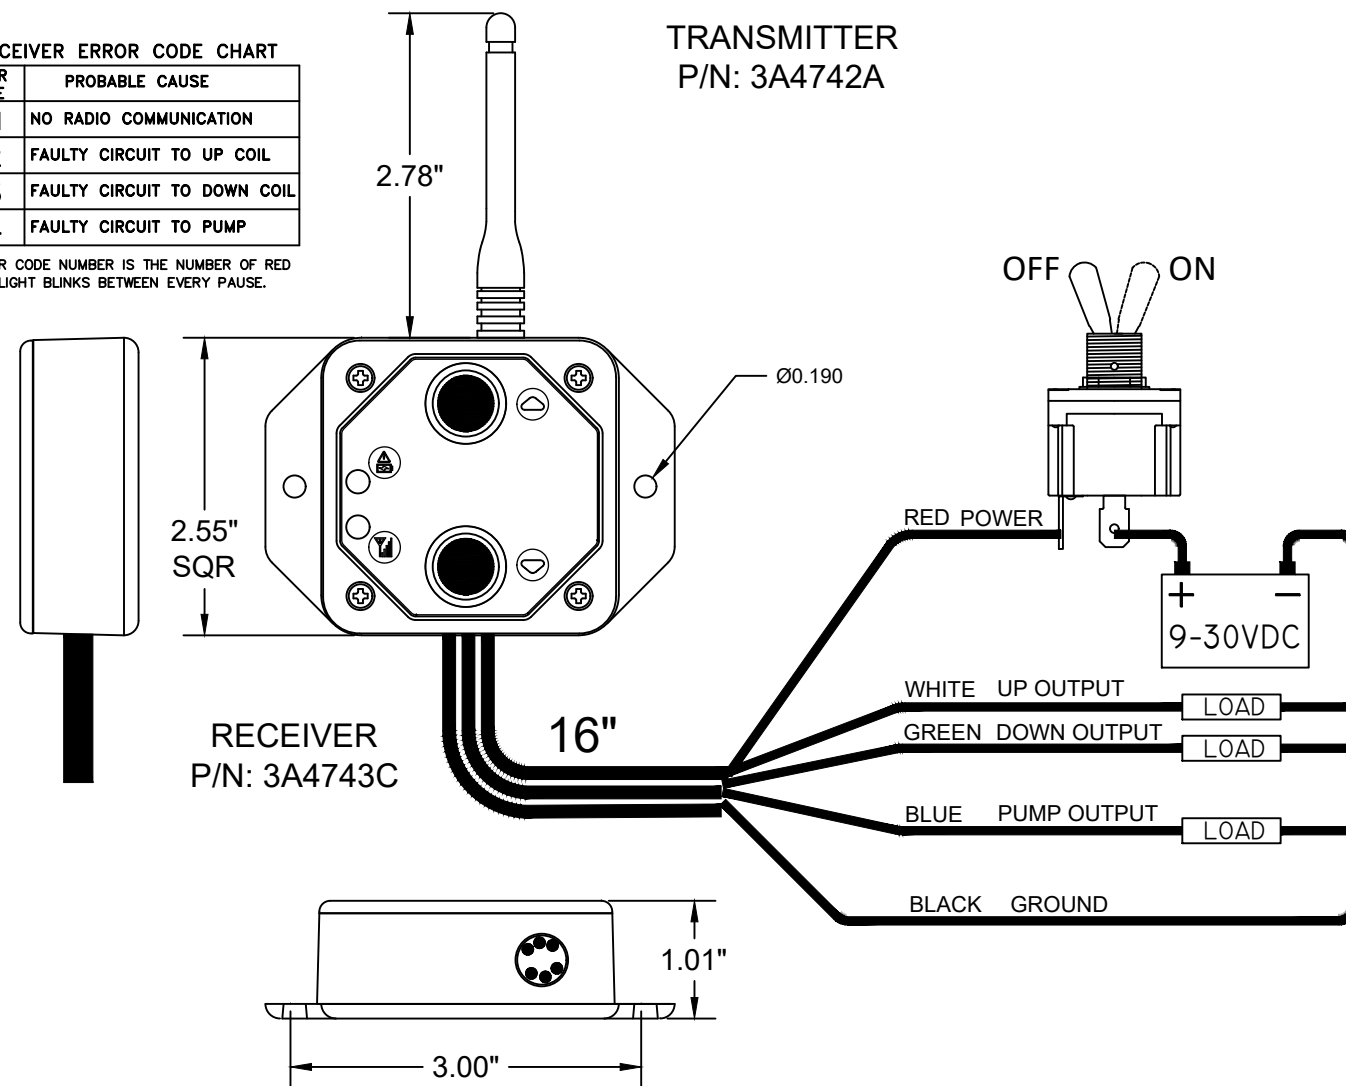 TRANSMITTER
P/N: 3A4742A
CEIVER ERROR CODE CHART
R PROBABLE CAUSE
E
NO RADIO COMMUNICATION
FAULTY CIRCUIT TO UP COIL
FAULTY CIRCUIT TO DOWN COIL
FAULTY CIRCUIT TO PUMP
R CODE NUMBER IS THE NUMBER OF RED
LIGHT BLINKS BETWEEN EVERY PAUSE.
2.78"
OFF
ON
Ø0.190
2.55"
SQR
RED POWER
+ −
9-30VDC
WHITE UP OUTPUT
LOAD
GREEN DOWN OUTPUT
LOAD
RECEIVER
P/N: 3A4743C
16"
BLUE PUMP OUTPUT
LOAD
BLACK GROUND
1.01"
3.00"